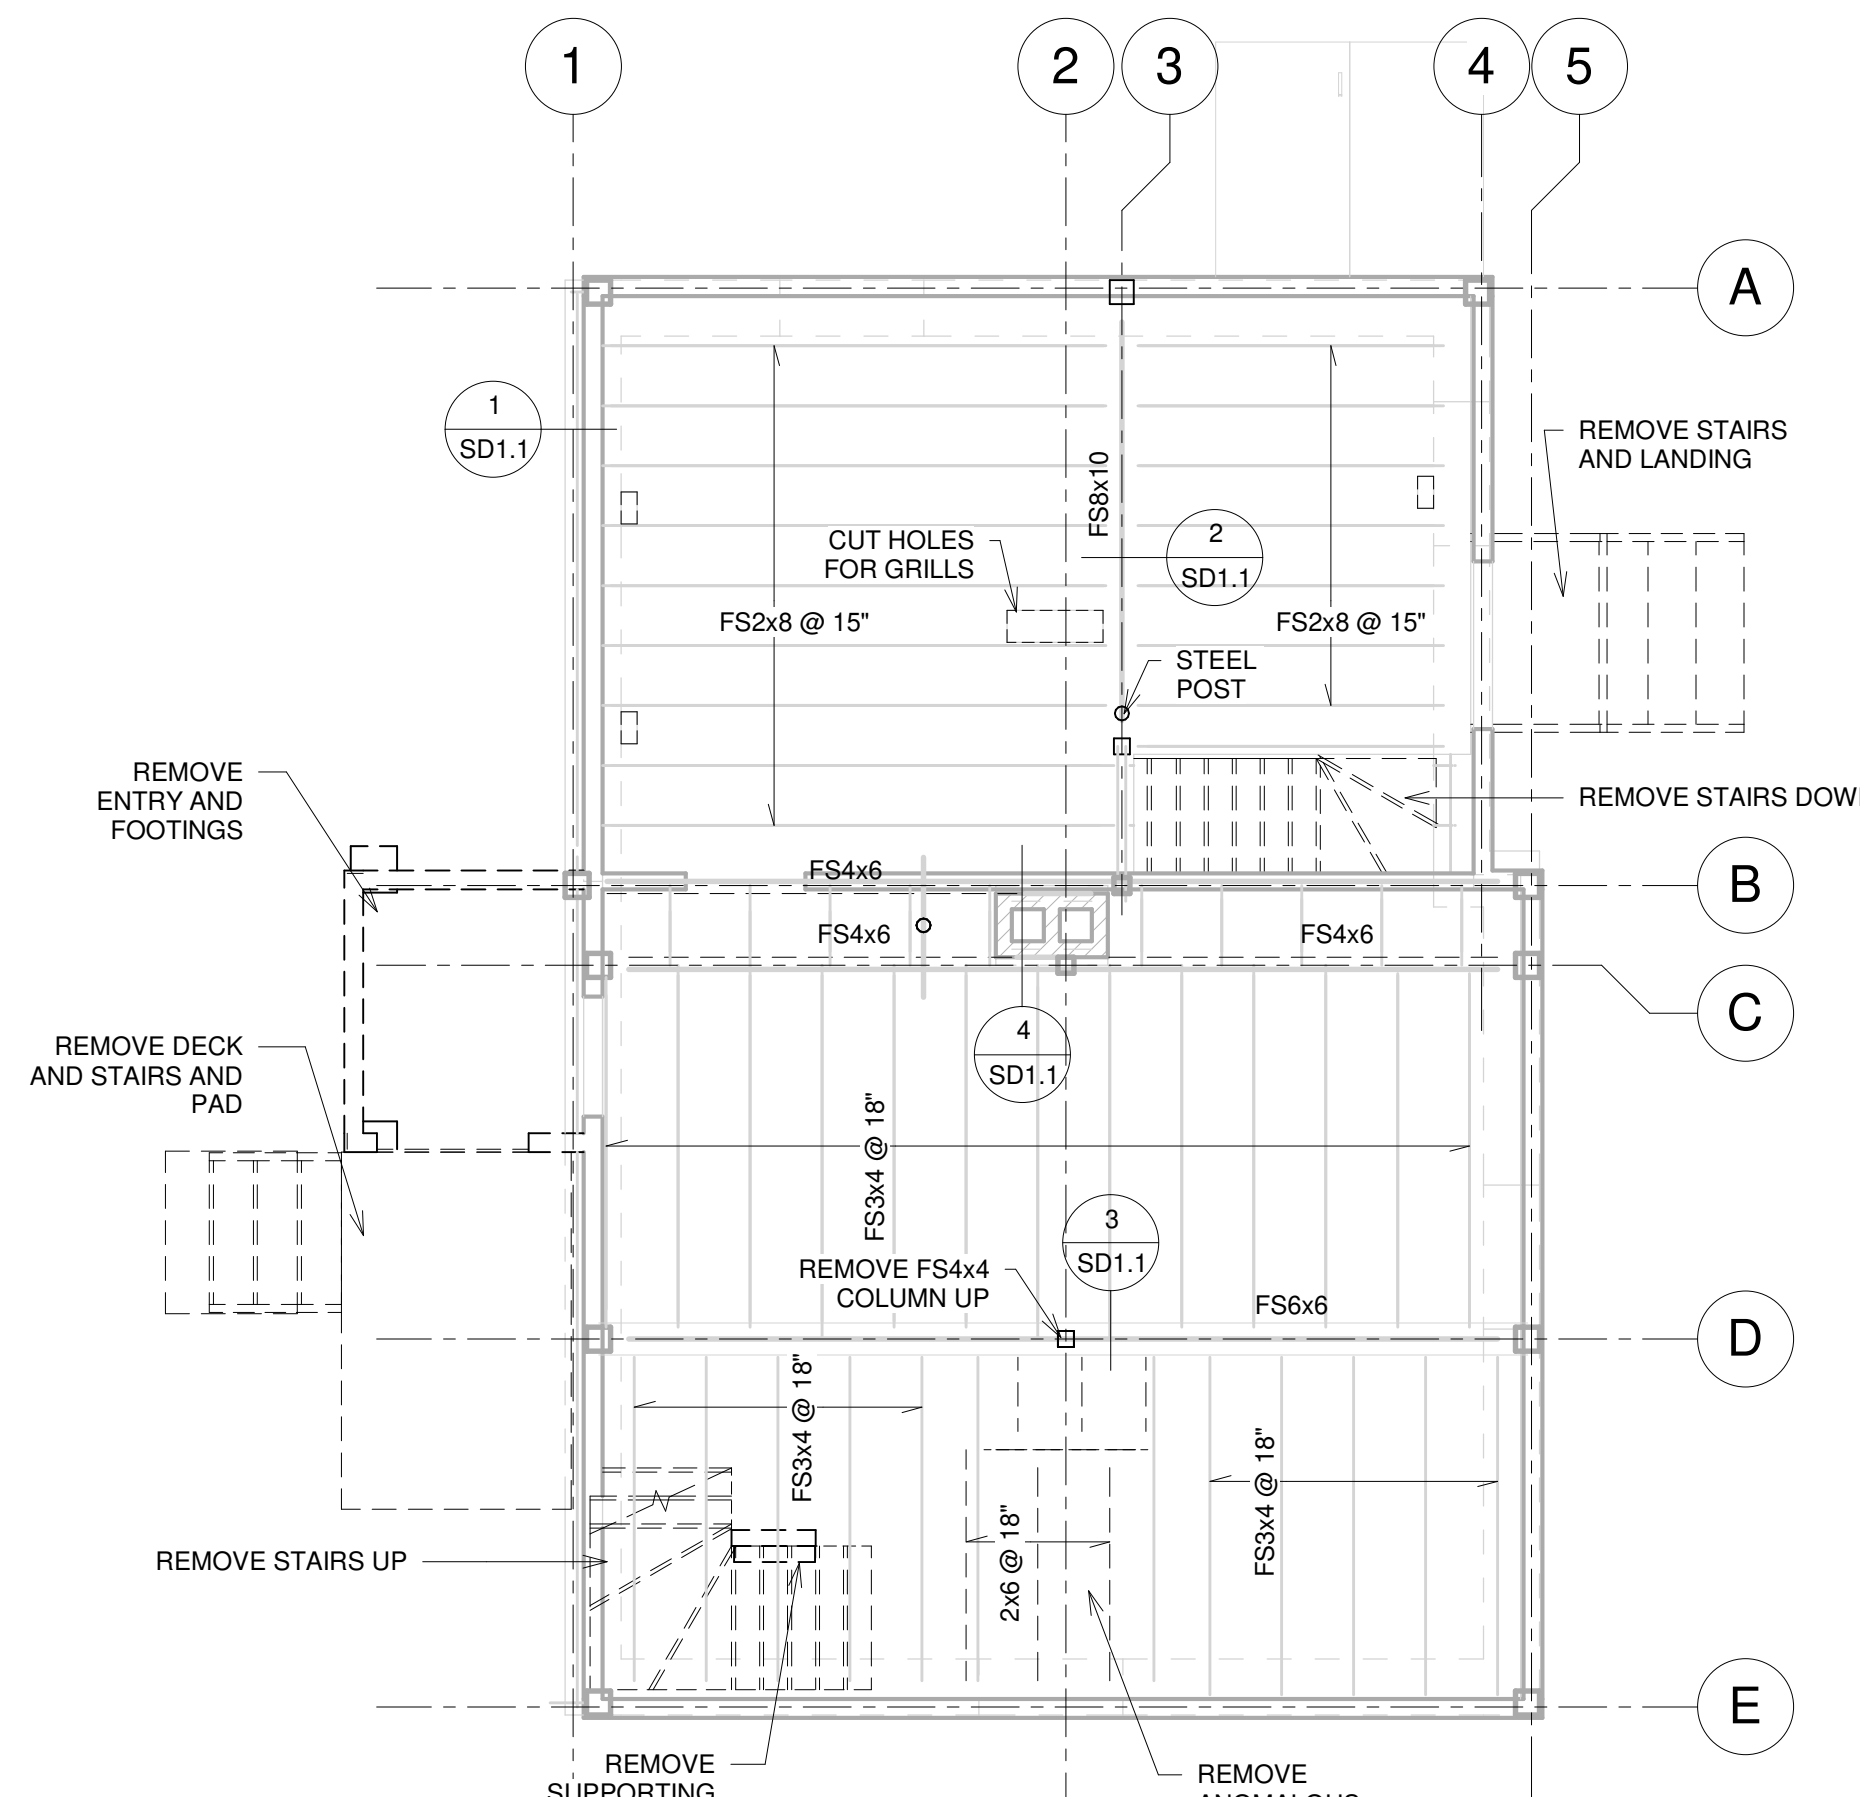 1
2
3
4
5
A
1
SD1.1
REMOVE STAIRS
AND LANDING
FS8x10
2
SD1.1
CUT HOLES
FOR GRILLS
FS2x8 @ 15"
FS2x8 @ 15"
STEEL
POST
REMOVE
ENTRY AND
FOOTINGS
REMOVE STAIRS
FS4x6
B
FS4x6
FS4x6
C
4
SD1.1
REMOVE DECK
AND STAIRS AND
PAD
FS3x4 @ 18"
3
SD1.1
REMOVE FS4x4
COLUMN UP
FS6x6
D
FS3x4 @ 18"
FS3x4 @ 18"
2x6 @ 18"
REMOVE STAIRS UP
E
REMOVE
SUPPORTING
REMOVE
ANOMALOUS